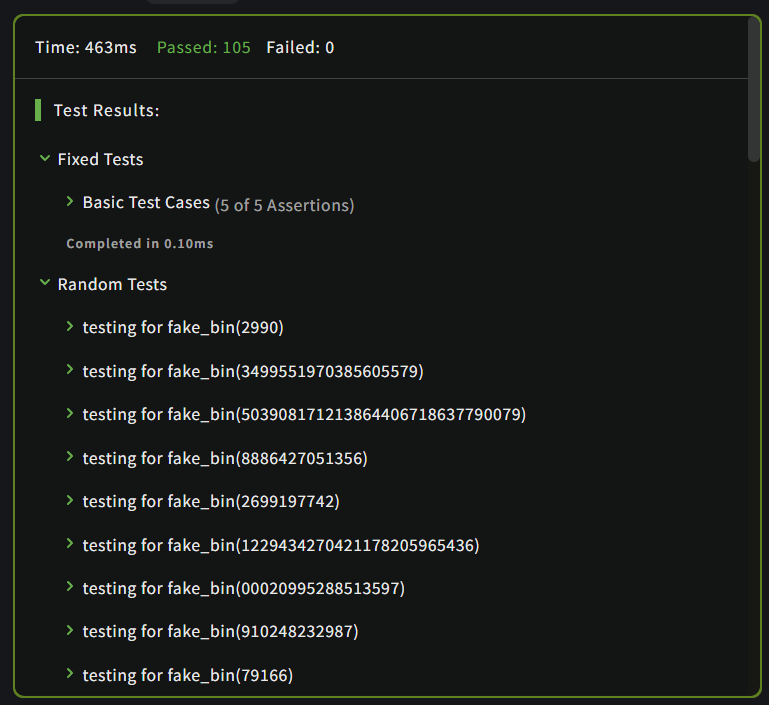 Time: 463ms Passed: 105 Failed: 0
Test Results:
Fixed Tests
Basic Test Cases (5 of 5 Assertions)
Completed in 0.10ms
Random Tests
testing for fake_bin(2990)
testing for fake_bin(3499551970385605579)
testing for fake_bin(503908171213864406718637790079)
testing for fake_bin(8886427051356)
testing for fake_bin(2699197742)
testing for fake_bin(1229434270421178205965436)
testing for fake_bin(00020995288513597)
testing for fake_bin(910248232987)
testing for fake_bin(79166)